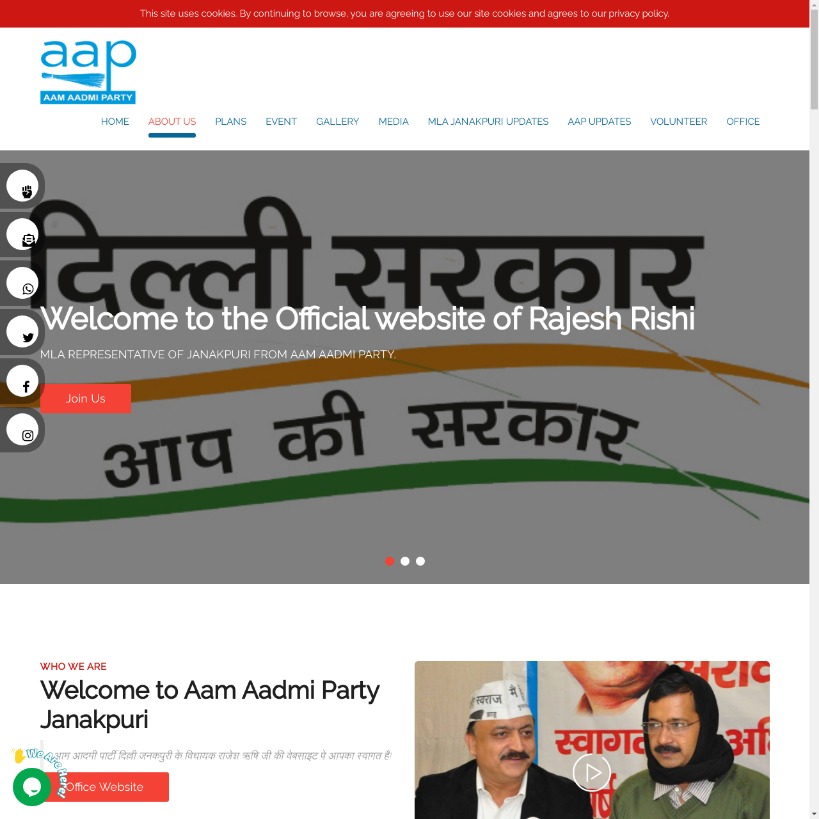 This site uses cookies. By continuing to browse, you are agreeing to use our site cookies and agrees to our privacy policy.
aap
AAM AADMI PARTY
HOME ABOUT US PLANS EVENT GALLERY MEDIA MLA JANAKPURI UPDATES AAP UPDATES VOLUNTEER OFFICE
दिल्ली सरकार
Welcome to the Official website of Rajesh Rishi
MLA REPRESENTATIVE OF JANAKPURI FROM AAM AADMI PARTY.
Join Us
आप की सरकार
WHO WE ARE
Welcome to Aam Aadmi Party
Janakpuri
आम आदमी पार्टी दिल्ली जनकपुरी के विधायक राजेश ऋषि जी की वेबसाइट पे आपका स्वागत हैं!
We Are Here!
Office Website
स्वराज
स्वागत